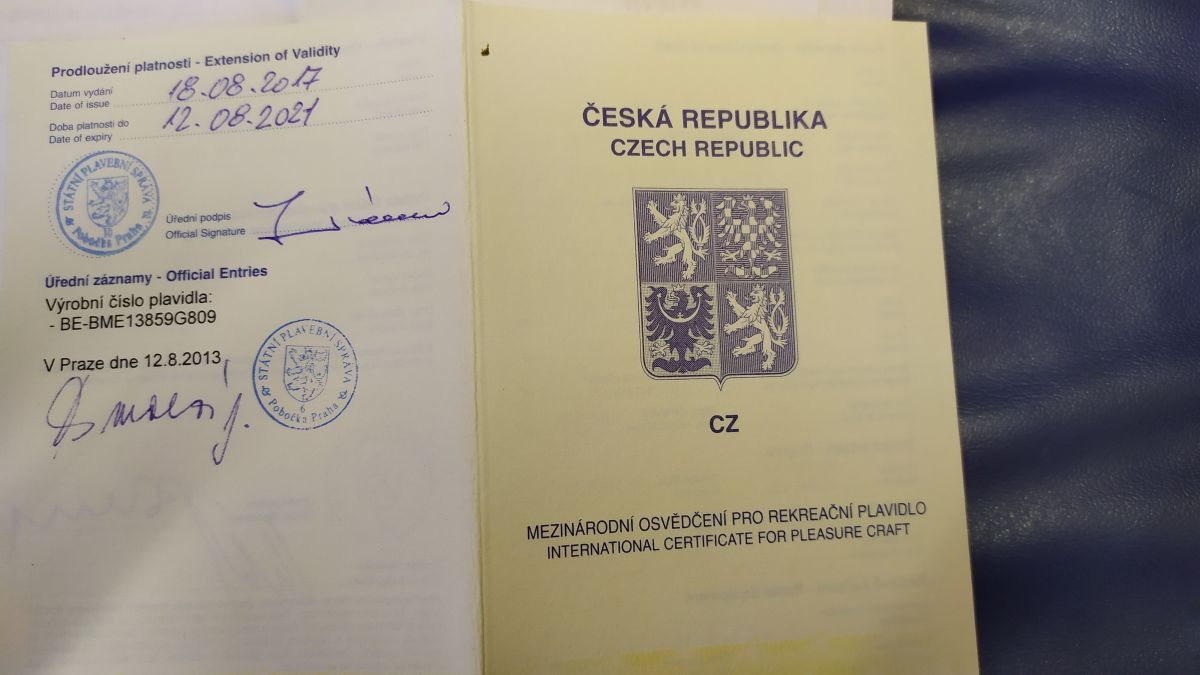 Prodloužení platnosti - Extension of Validity
Datum vydání
Date of issue 18.08.2017
Doba platnosti do
Date of expiry 12.08.2021
STÁTNÍ PLAVEBNÍ SPRÁVA
10
Pobočka Praha
Úřední podpis
Official Signature
Úřední záznamy - Official Entries
Výrobní číslo plavidla:
- BE-BME13859G809
V Praze dne 12.8.2013
STÁTNÍ PLAVEBNÍ SPRÁVA
6
Pobočka Praha
ČESKÁ REPUBLIKA
CZECH REPUBLIC
CZ
MEZINÁRODNÍ OSVĚDČENÍ PRO REKREAČNÍ PLAVIDLO
INTERNATIONAL CERTIFICATE FOR PLEASURE CRAFT